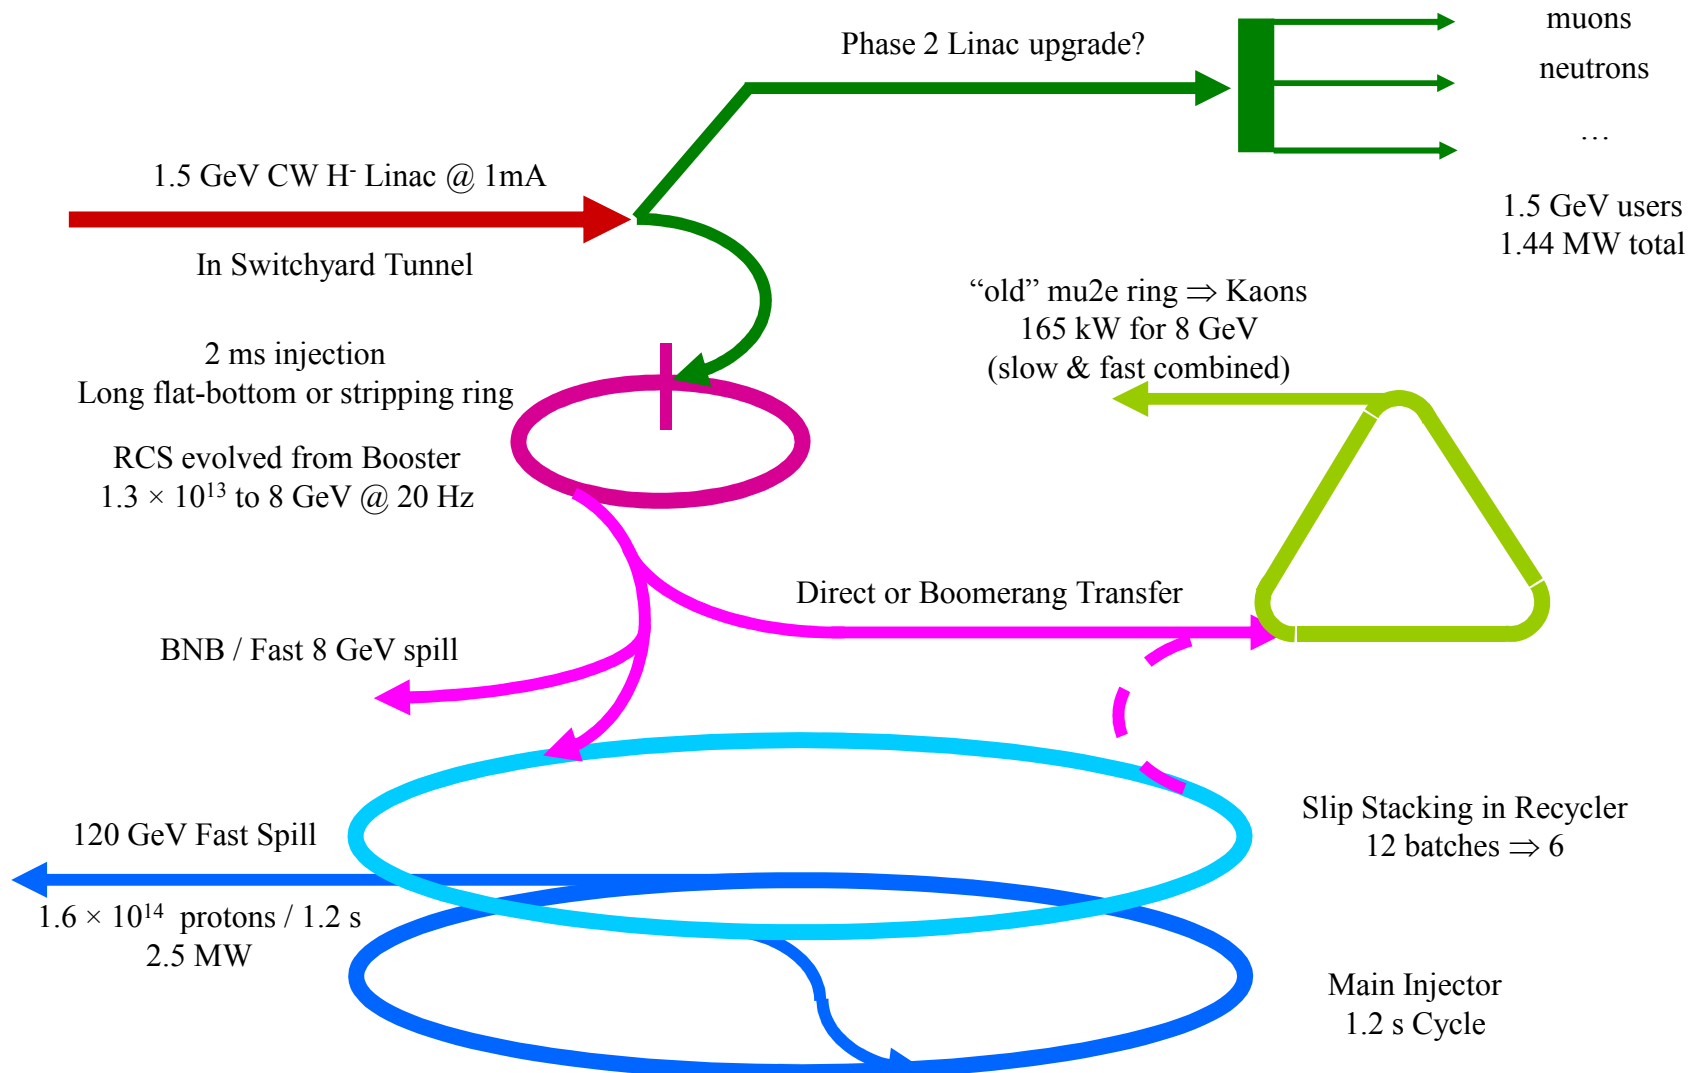 Phase 2 Linac upgrade?
muons
neutrons
…
1.5 GeV users
1.44 MW total
1.5 GeV CW H⁻ Linac @ 1mA
In Switchyard Tunnel
“old” mu2e ring ⇒ Kaons
165 kW for 8 GeV
(slow & fast combined)
2 ms injection
Long flat-bottom or stripping ring
RCS evolved from Booster
1.3 × 10¹³ to 8 GeV @ 20 Hz
Direct or Boomerang Transfer
BNB / Fast 8 GeV spill
Slip Stacking in Recycler
12 batches ⇒ 6
120 GeV Fast Spill
1.6 × 10¹⁴ protons / 1.2 s
2.5 MW
Main Injector
1.2 s Cycle